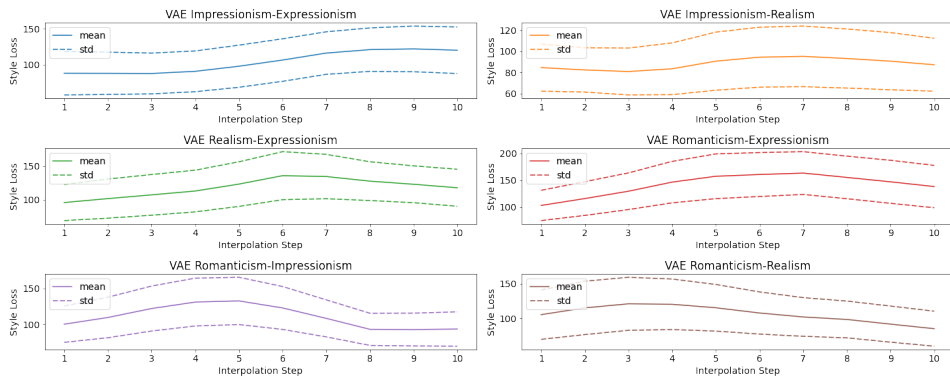 VAE Impressionism-Expressionism
Style Loss
150
100
mean
std
1 2 3 4 5 6 7 8 9 10
Interpolation Step
VAE Impressionism-Realism
Style Loss
120
100
80
60
mean
std
1 2 3 4 5 6 7 8 9 10
Interpolation Step
VAE Realism-Expressionism
Style Loss
150
100
mean
std
1 2 3 4 5 6 7 8 9 10
Interpolation Step
VAE Romanticism-Expressionism
Style Loss
200
150
100
mean
std
1 2 3 4 5 6 7 8 9 10
Interpolation Step
VAE Romanticism-Impressionism
Style Loss
150
100
mean
std
1 2 3 4 5 6 7 8 9 10
Interpolation Step
VAE Romanticism-Realism
Style Loss
150
100
mean
std
1 2 3 4 5 6 7 8 9 10
Interpolation Step